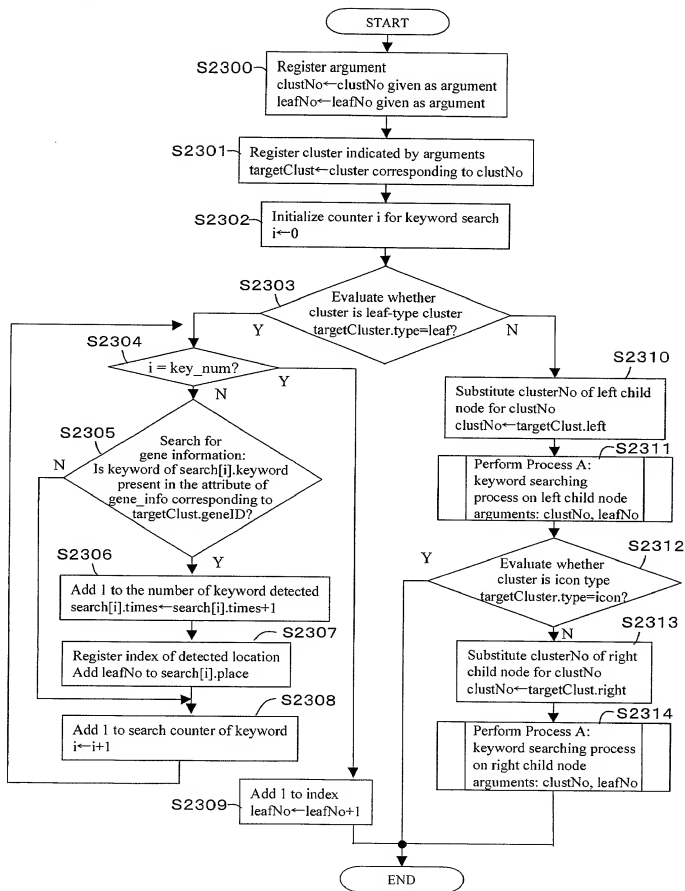 START
S2300
Register argument
clustNo←clustNo given as argument
leafNo←leafNo given as argument
S2301
Register cluster indicated by arguments
targetClust←cluster corresponding to clustNo
S2302
Initialize counter i for keyword search
i←0
S2303
Evaluate whether
cluster is leaf-type cluster
targetCluster.type=leaf?
Y
N
S2304
i = key_num?
Y
N
S2305
Search for
gene information:
Is keyword of search[i].keyword
present in the attribute of
gene_info corresponding to
targetClust.geneID?
N
Y
S2306
Add 1 to the number of keyword detected
search[i].times←search[i].times+1
S2307
Register index of detected location
Add leafNo to search[i].place
S2308
Add 1 to search counter of keyword
i←i+1
S2309
Add 1 to index
leafNo←leafNo+1
S2310
Substitute clusterNo of left child
node for clustNo
clustNo←targetClust.left
S2311
Perform Process A:
keyword searching
process on left child node
arguments: clustNo, leafNo
S2312
Evaluate whether
cluster is icon type
targetCluster.type=icon?
Y
N
S2313
Substitute clusterNo of right
child node for clustNo
clustNo←targetClust.right
S2314
Perform Process A:
keyword searching process
on right child node
arguments: clustNo, leafNo
END